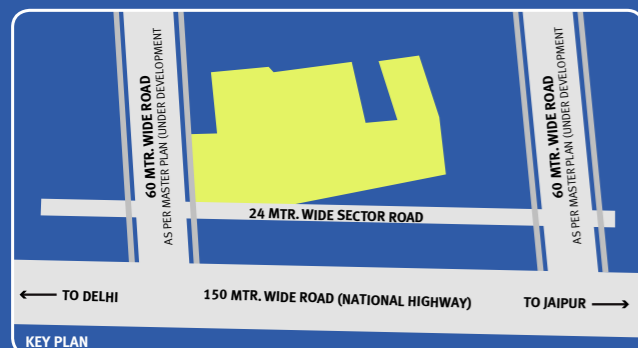 60 MTR. WIDE ROAD
AS PER MASTER PLAN (UNDER DEVELOPMENT
60 MTR. WIDE ROAD
AS PER MASTER PLAN (UNDER DEVELOPMENT
24 MTR. WIDE SECTOR ROAD
← TO DELHI
150 MTR. WIDE ROAD (NATIONAL HIGHWAY)
TO JAIPUR →
KEY PLAN